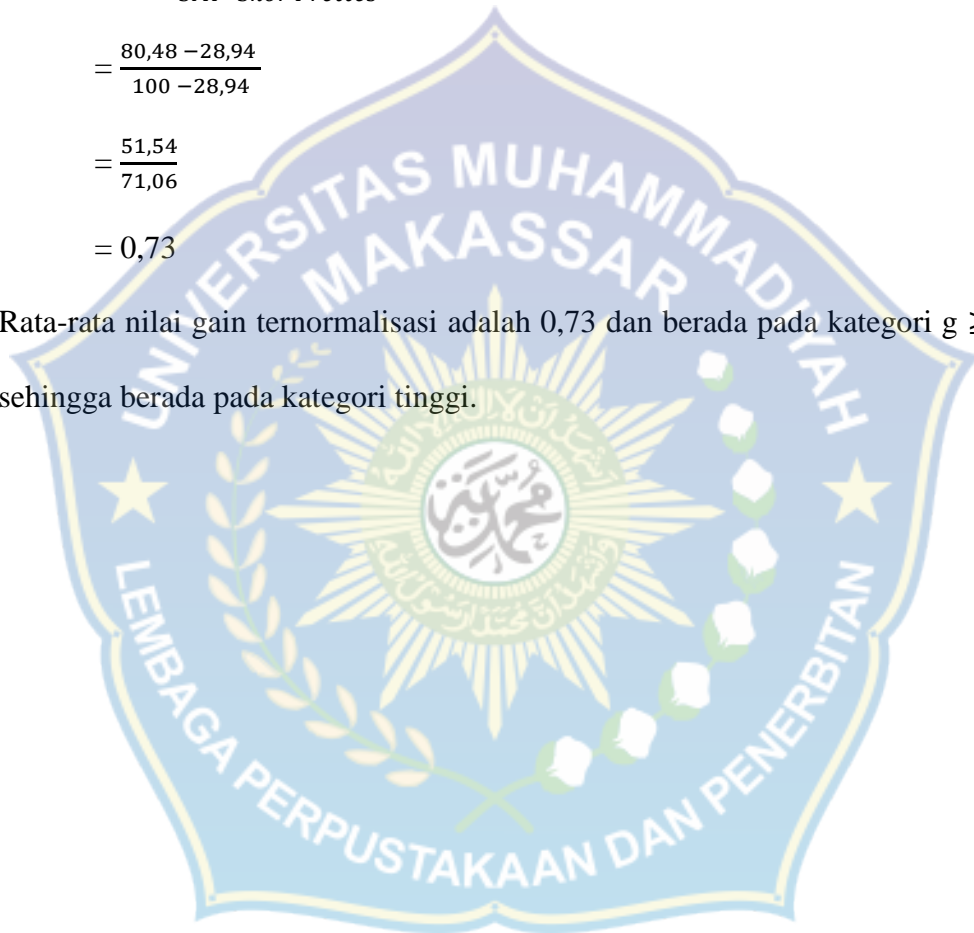 = 80,48 −28,94
100 −28,94
= 51,54
71,06
= 0,73
Rata-rata nilai gain ternormalisasi adalah 0,73 dan berada pada kategori g ≥
sehingga berada pada kategori tinggi.
UNIVERSITAS MUHAMMADIYAH
MAKASSAR
LEMBAGA PERPUSTAKAAN DAN PENERBITAN